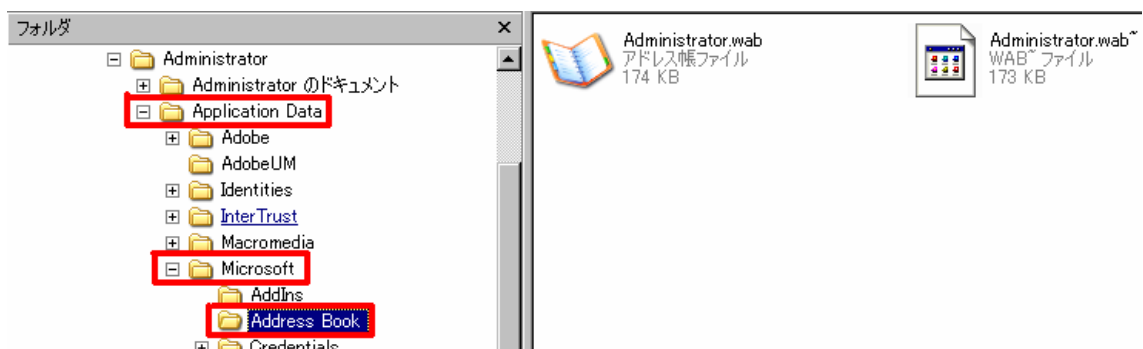 フォルダ
Administrator
Administrator のドキュメント
Application Data
Adobe
AdobeUM
Identities
InterTrust
Macromedia
Microsoft
AddIns
Address Book
Credentials
Administrator.wab
アドレス帳ファイル
174 KB
Administrator.wab~
WAB~ ファイル
173 KB